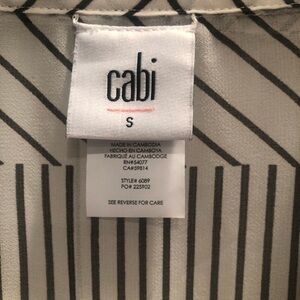 cabi
S
MADE IN CAMBODIA
HECHO EN CAMBOYA
FABRIQUÉ AU CAMBODGE
RN#54077
CA#59814
STYLE# 6089
PO# 225902
SEE REVERSE FOR CARE